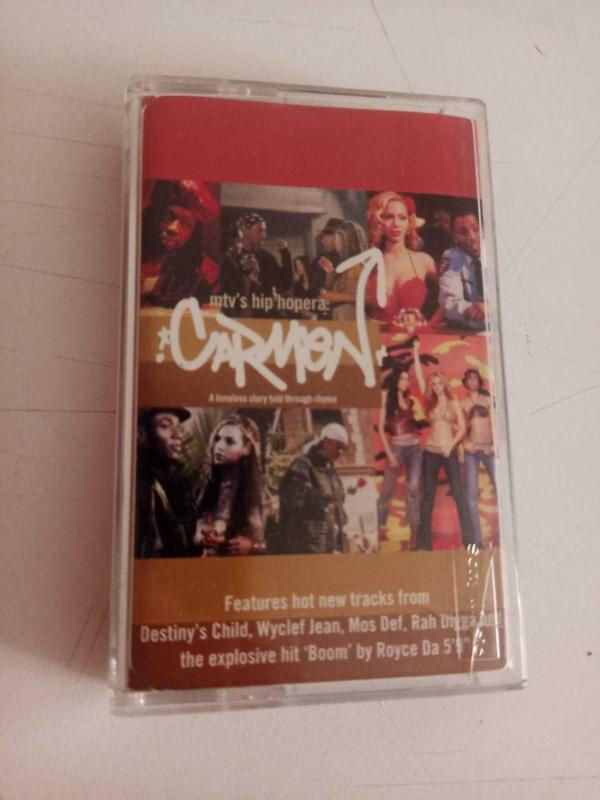 mtv's hip hopera:
CARMEN
A timeless story told through rhyme
Features hot new tracks from
Destiny's Child, Wyclef Jean, Mos Def, Rah Digga and
the explosive hit 'Boom' by Royce Da 5'9"